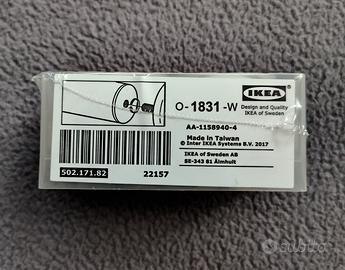 O-1831-W
IKEA
Design and Quality
IKEA of Sweden
AA-1158940-4
Made in Taiwan
© Inter IKEA Systems B.V. 2017
IKEA of Sweden AB
SE-343 81 Älmhult
502.171.82
22157
subito